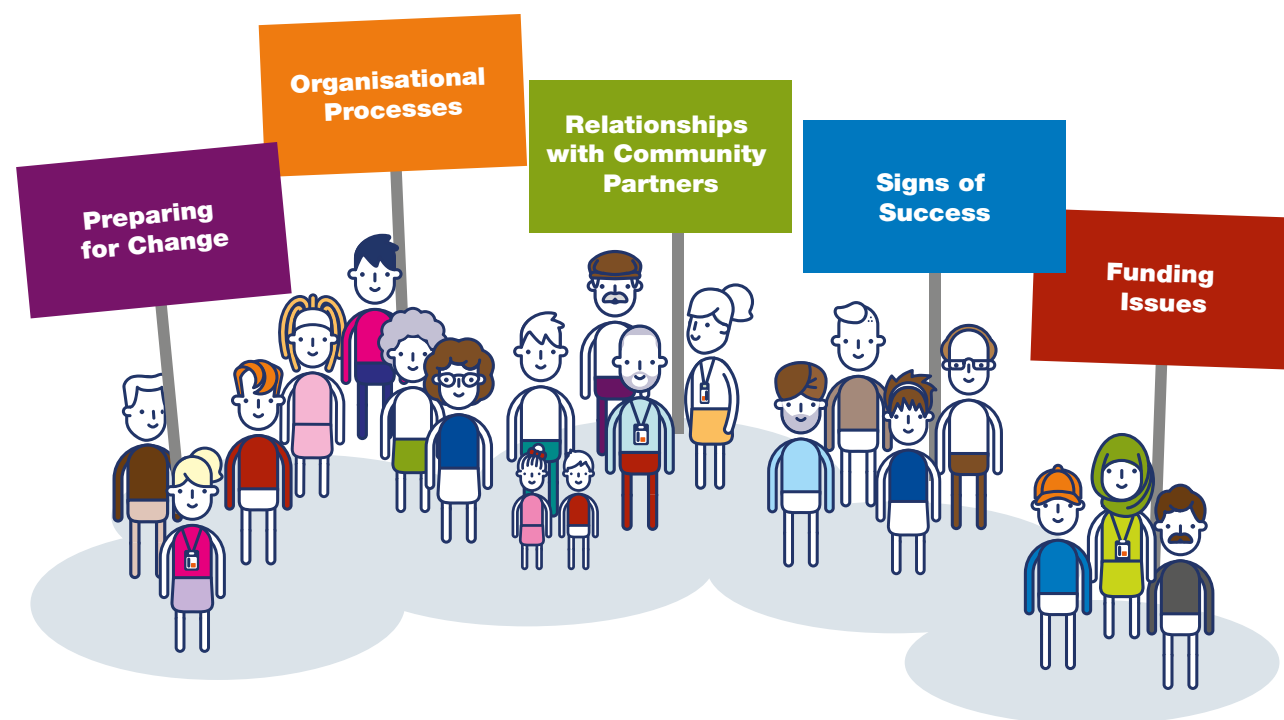 Preparing
for Change
Organisational
Processes
Relationships
with Community
Partners
Signs of
Success
Funding
Issues